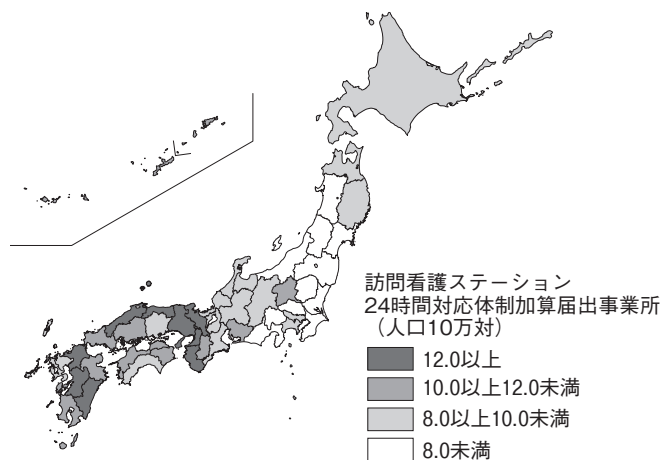 訪問看護ステーション
24時間対応体制加算届出事業所
（人口10万対）
12.0以上
10.0以上12.0未満
8.0以上10.0未満
8.0未満